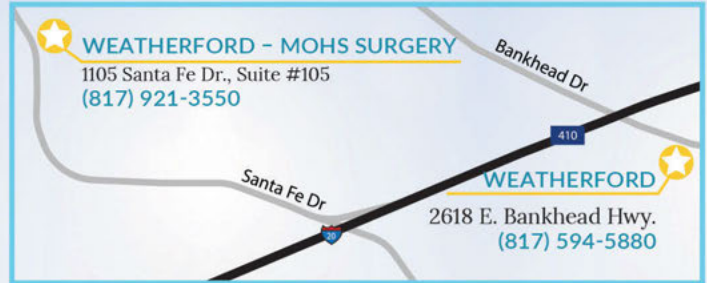 WEATHERFORD – MOHS SURGERY
1105 Santa Fe Dr., Suite #105
(817) 921-3550
Bankhead Dr
410
Santa Fe Dr
WEATHERFORD
2618 E. Bankhead Hwy.
(817) 594-5880
20